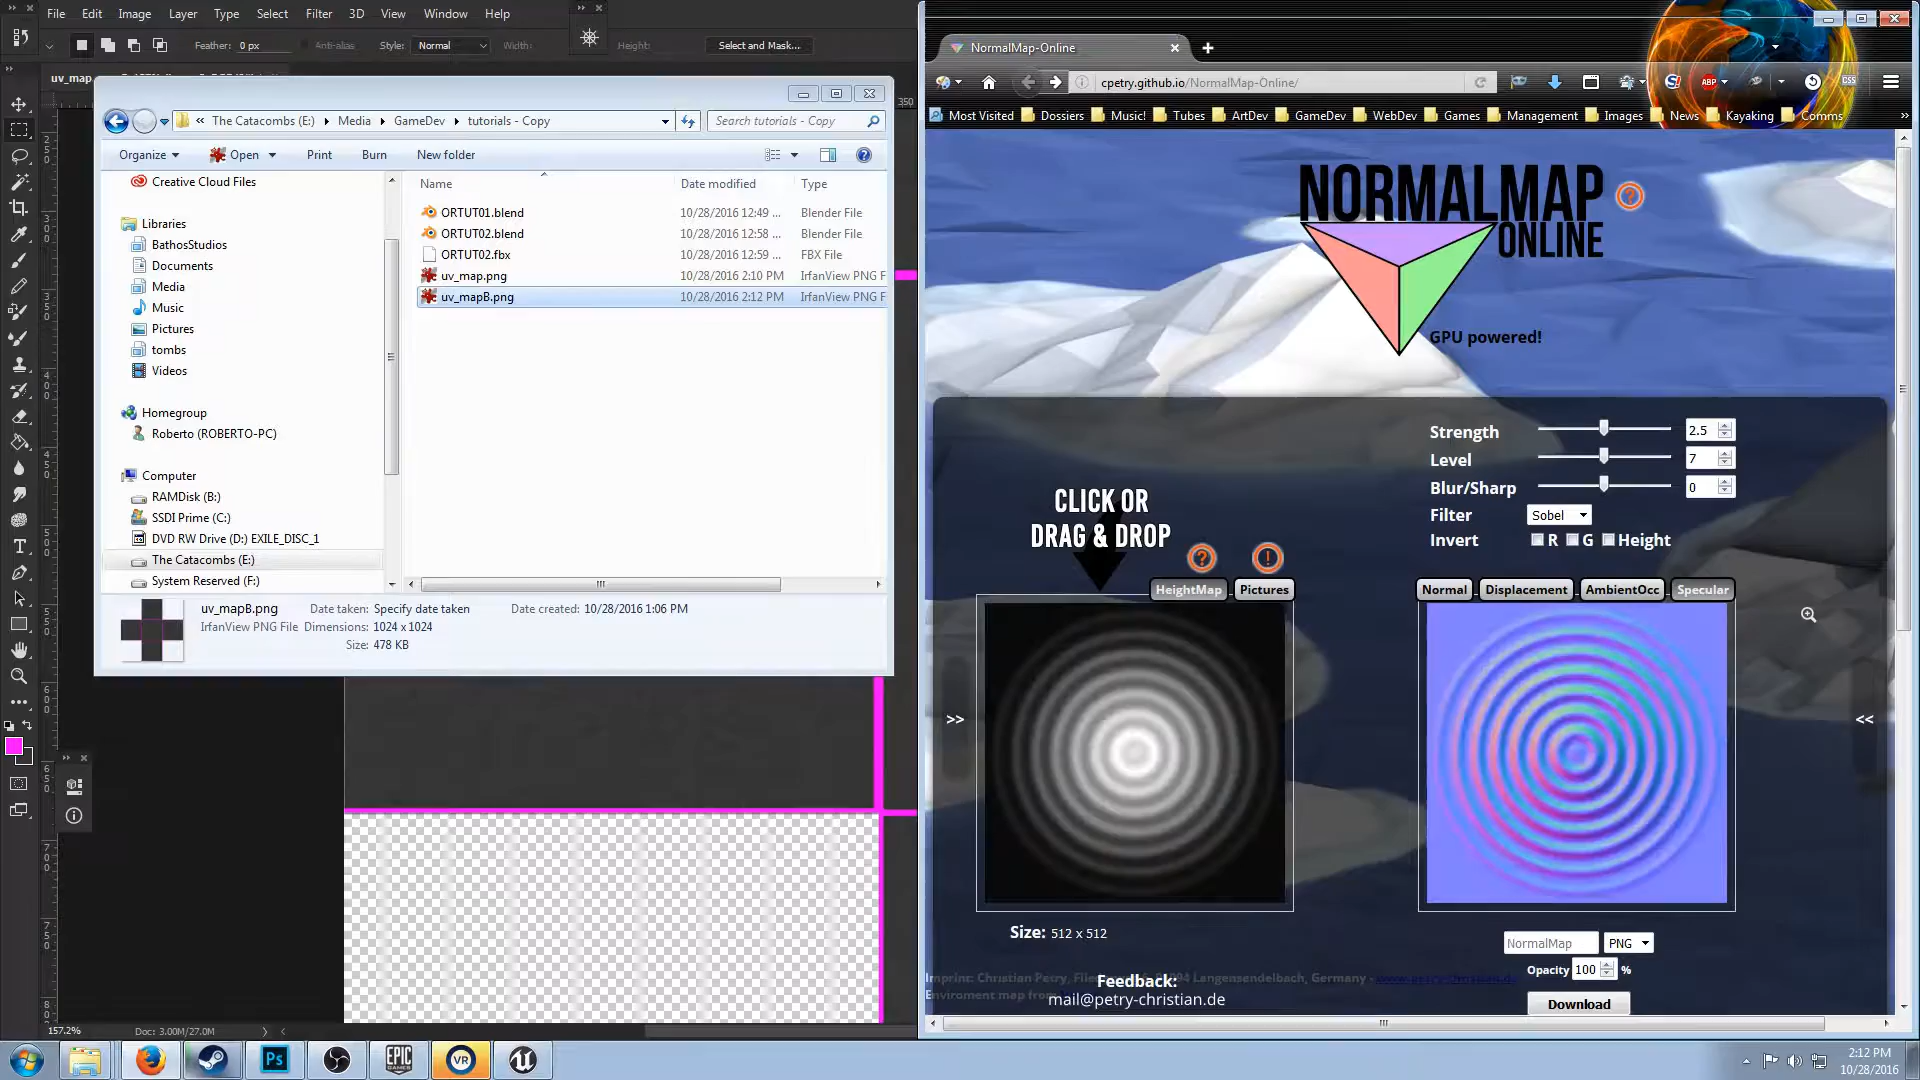 File Edit Image Layer Type Select Filter 3D View Window Help
Feather: 0 px Anti-alias Style: Normal Width: Height: Select and Mask...
uv_map.
350
The Catacombs (E:) Media GameDev tutorials - Copy
Search tutorials - Copy
Organize Open Print Burn New folder
Creative Cloud Files
Libraries
BathosStudios
Documents
Media
Music
Pictures
tombs
Videos
Homegroup
Roberto (ROBERTO-PC)
Computer
RAMDisk (B:)
SSDI Prime (C:)
DVD RW Drive (D:) EXILE_DISC_1
The Catacombs (E:)
System Reserved (F:)
Name Date modified Type
ORTUT01.blend 10/28/2016 12:49 ... Blender File
ORTUT02.blend 10/28/2016 12:58 ... Blender File
ORTUT02.fbx 10/28/2016 12:59 ... FBX File
uv_map.png 10/28/2016 2:10 PM IrfanView PNG F
uv_mapB.png 10/28/2016 2:12 PM IrfanView PNG F
uv_mapB.png Date taken: Specify date taken Date created: 10/28/2016 1:06 PM
IrfanView PNG File Dimensions: 1024 x 1024
Size: 478 KB
157.2% Doc: 3.00M/27.0M
NormalMap-Online
cpetry.github.io/NormalMap-Online/
ABP
CSS
Most Visited Dossiers Music! Tubes ArtDev GameDev WebDev Games Management Images News Kayaking Comms
NORMALMAP
ONLINE
GPU powered!
Strength 2.5
Level 7
Blur/Sharp 0
Filter Sobel
Invert R G Height
CLICK OR
DRAG & DROP
HeightMap Pictures
Normal Displacement AmbientOcc Specular
>>
<<
Size: 512 x 512
NormalMap PNG
Opacity 100 %
Download
Feedback:
mail@petry-christian.de
Ps
EPIC
GAMES
VR
2:12 PM
10/28/2016